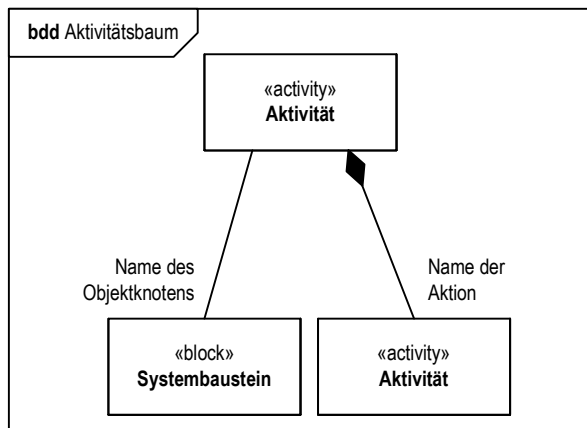 bdd Aktivitätsbaum
«activity»
Aktivität
Name des
Objektknotens
Name der
Aktion
«block»
Systembaustein
«activity»
Aktivität